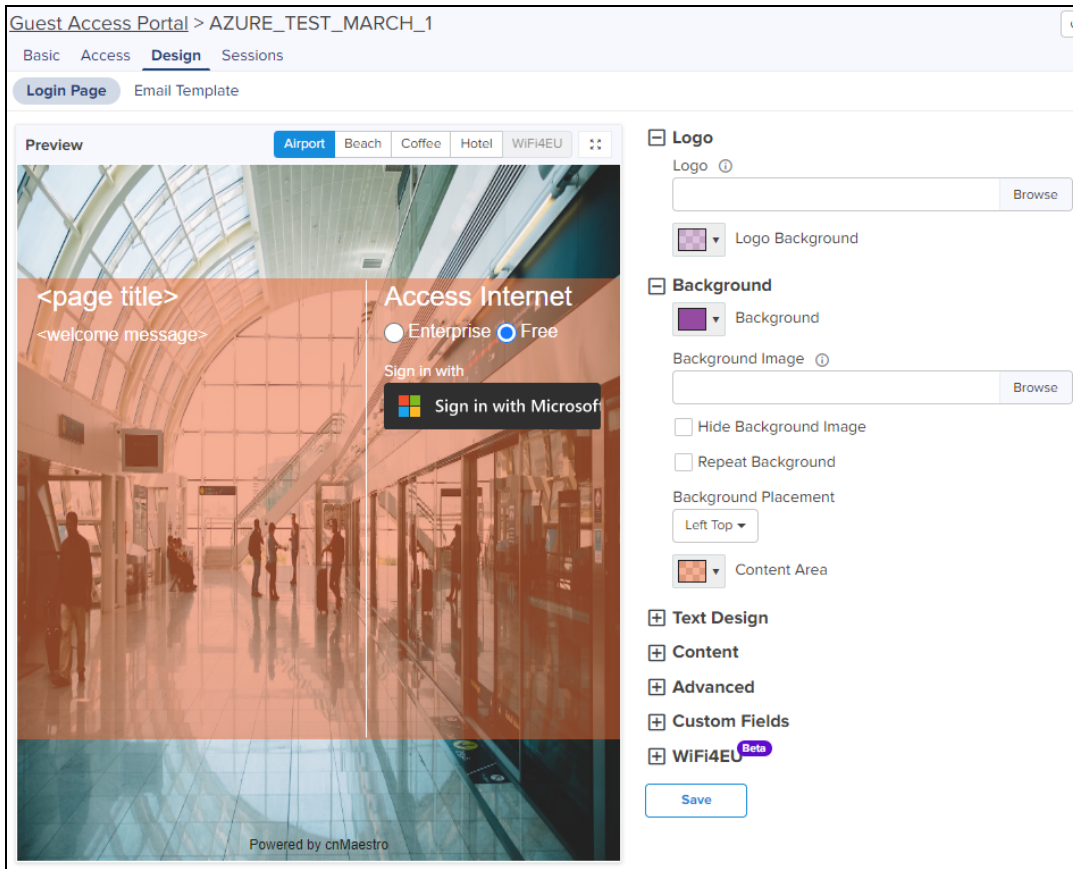 Guest Access Portal > AZURE_TEST_MARCH_1
Basic Access Design Sessions
Login Page Email Template
Preview Airport Beach Coffee Hotel WiFi4EU
<page title>
<welcome message>
Access Internet
Enterprise Free
Sign in with
Sign in with Microsoft
Powered by cnMaestro
Logo
Logo
Browse
Logo Background
Background
Background
Background Image
Browse
Hide Background Image
Repeat Background
Background Placement
Left Top
Content Area
Text Design
Content
Advanced
Custom Fields
WiFi4EU Beta
Save